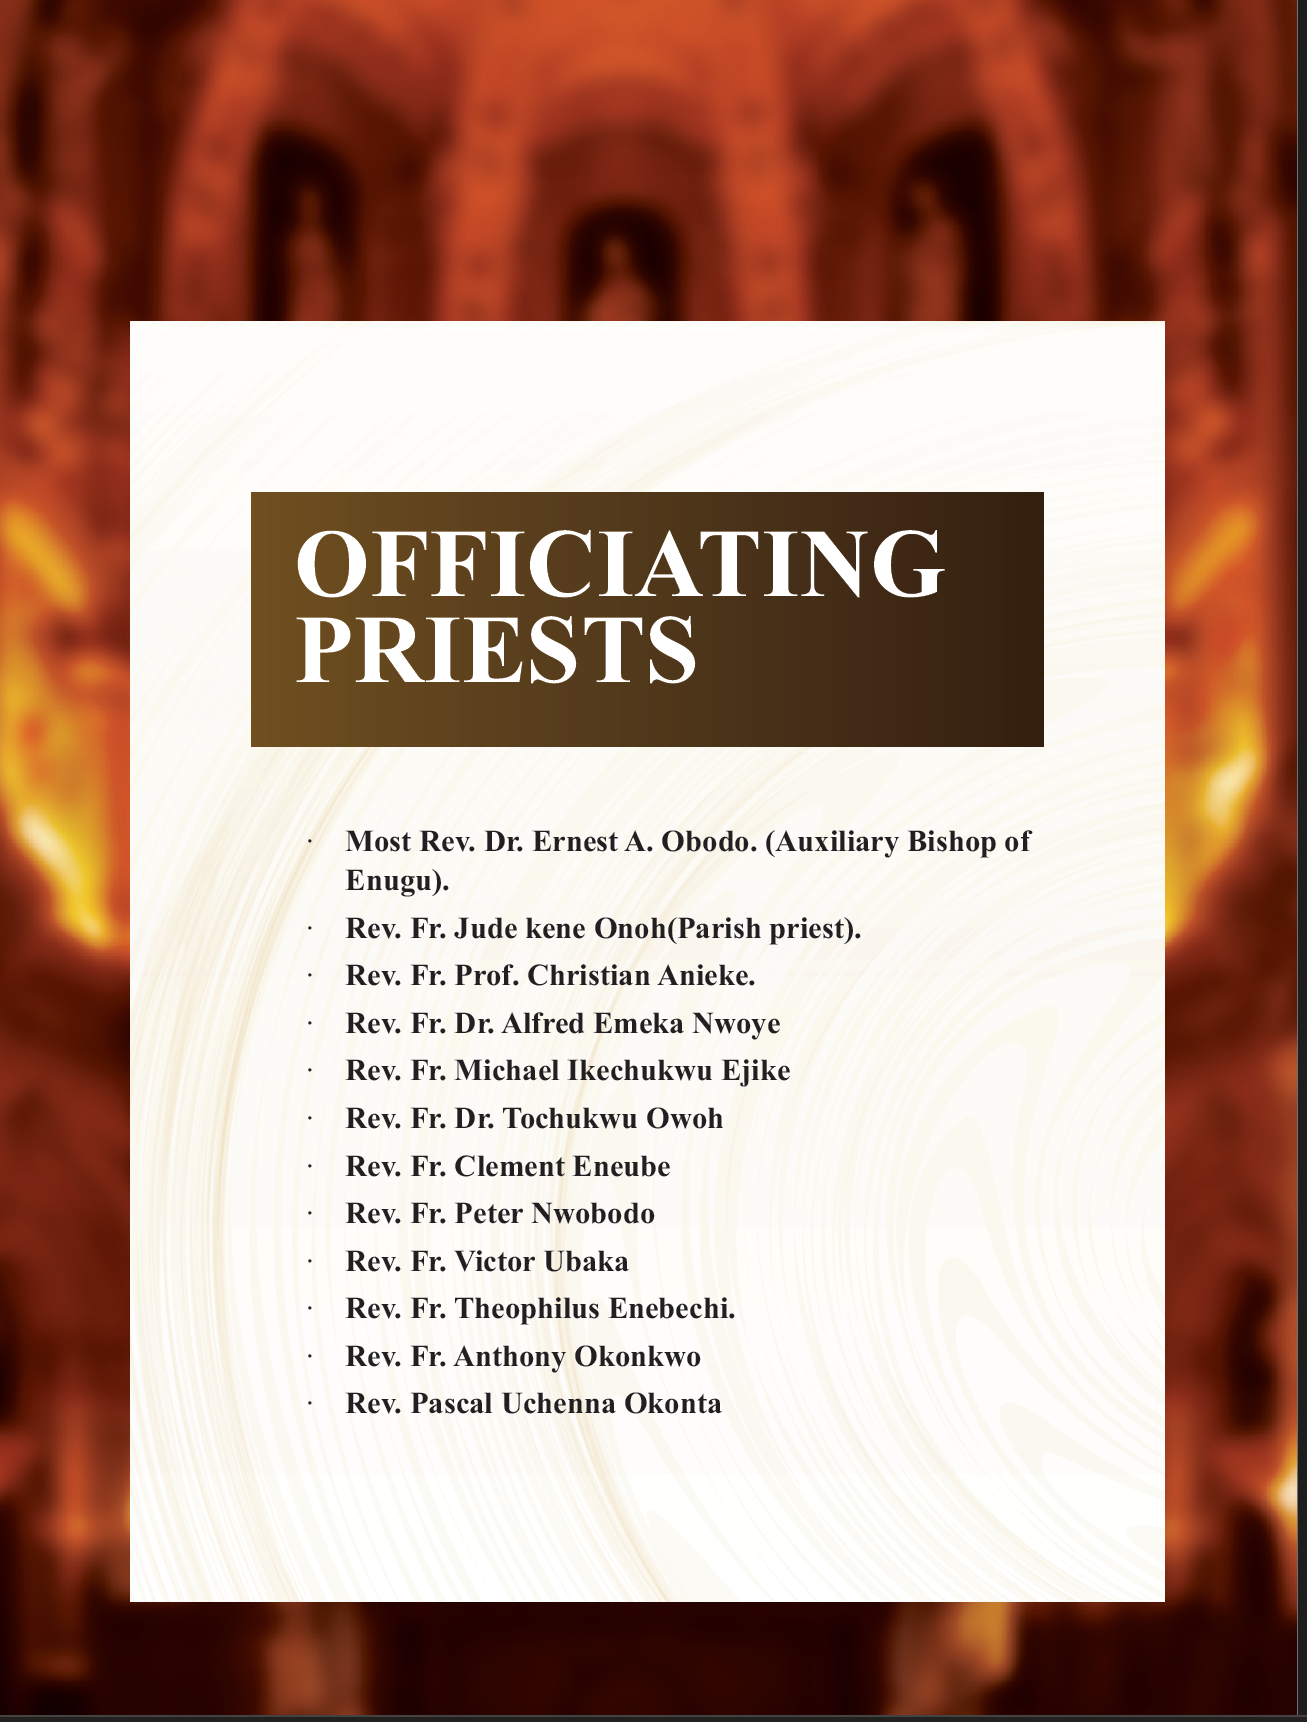 OFFICIATING
PRIESTS
· Most Rev. Dr. Ernest A. Obodo. (Auxiliary Bishop of
Enugu).
· Rev. Fr. Jude kene Onoh(Parish priest).
· Rev. Fr. Prof. Christian Anieke.
· Rev. Fr. Dr. Alfred Emeka Nwoye
· Rev. Fr. Michael Ikechukwu Ejike
· Rev. Fr. Dr. Tochukwu Owoh
· Rev. Fr. Clement Eneube
· Rev. Fr. Peter Nwobodo
· Rev. Fr. Victor Ubaka
· Rev. Fr. Theophilus Enebechi.
· Rev. Fr. Anthony Okonkwo
· Rev. Pascal Uchenna Okonta